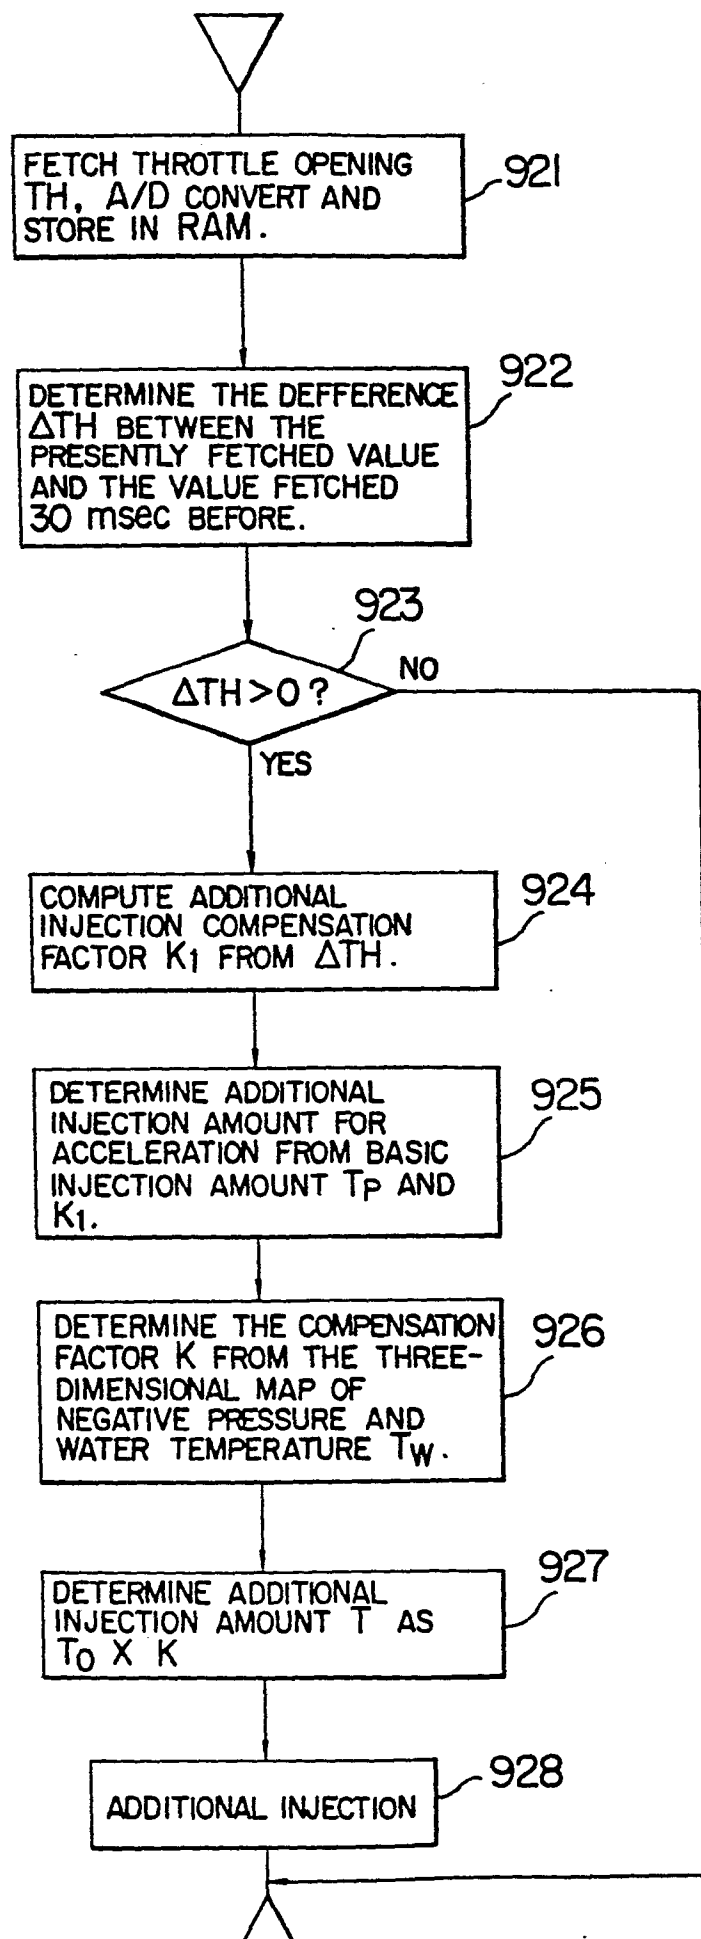 FETCH THROTTLE OPENING
TH, A/D CONVERT AND
STORE IN RAM.
921
DETERMINE THE DEFFERENCE
ΔTH BETWEEN THE
PRESENTLY FETCHED VALUE
AND THE VALUE FETCHED
30 msec BEFORE.
922
923
ΔTH>0?
NO
YES
COMPUTE ADDITIONAL
INJECTION COMPENSATION
FACTOR K1 FROM ΔTH.
924
DETERMINE ADDITIONAL
INJECTION AMOUNT FOR
ACCELERATION FROM BASIC
INJECTION AMOUNT TP AND
K1.
925
DETERMINE THE COMPENSATION
FACTOR K FROM THE THREE-
DIMENSIONAL MAP OF
NEGATIVE PRESSURE AND
WATER TEMPERATURE TW.
926
DETERMINE ADDITIONAL
INJECTION AMOUNT T AS
TO X K
927
ADDITIONAL INJECTION
928